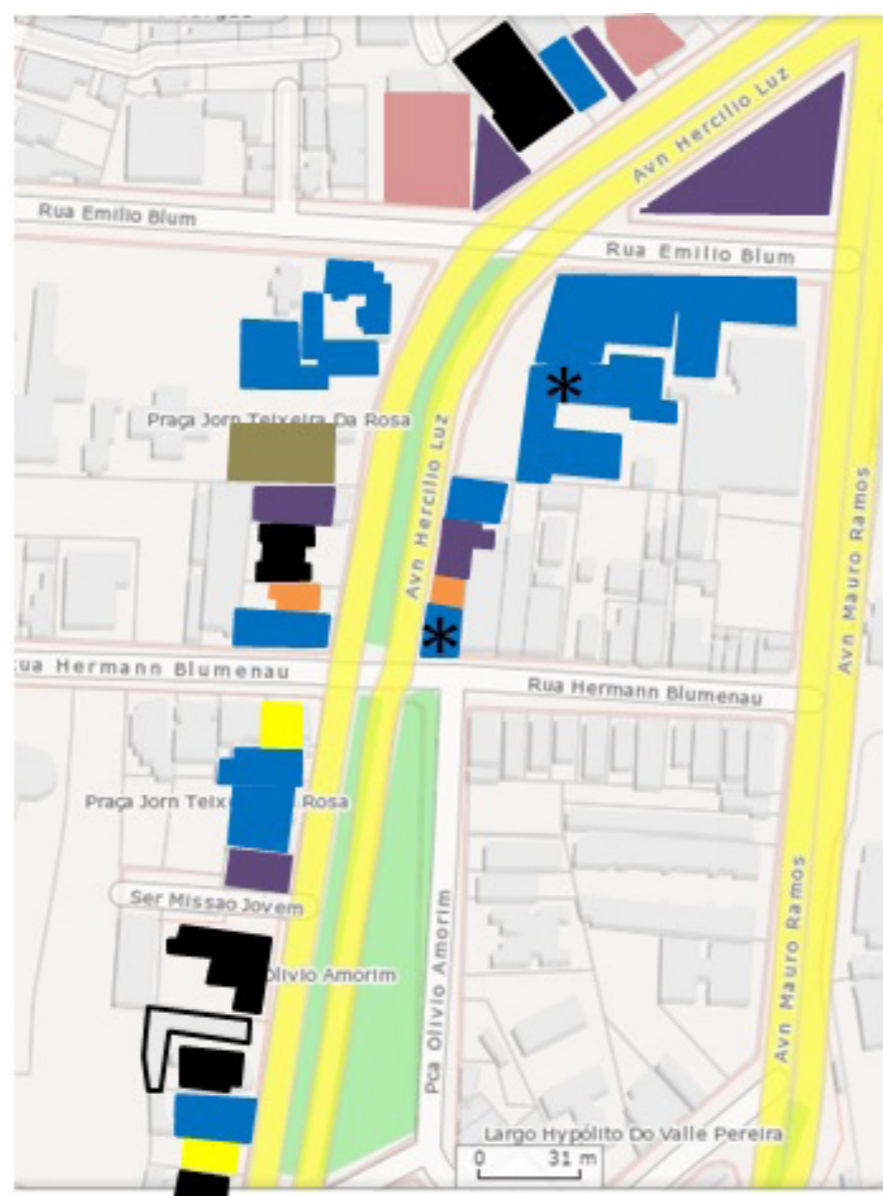 Avn Hercilio Luz
Rua Emilio Blum
Rua Emilio Blum
Praça Jorn Teixeira Da Rosa
*
Avn Hercilio Luz
Avn Mauro Ramos
*
Rua Hermann Blumenau
Rua Hermann Blumenau
Praça Jorn Teix Rosa
Ser Missao Jovem
Olivio Amorim
Pca Olivio Amorim
Avn Mauro Ramos
Largo Hypólito Do Valle Pereira
0 31 m